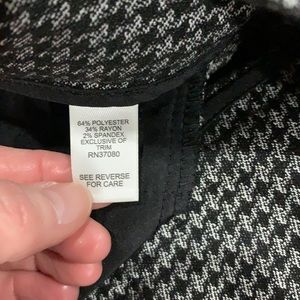 64% POLYESTER
34% RAYON
2% SPANDEX
EXCLUSIVE OF
TRIM
RN37080
SEE REVERSE
FOR CARE